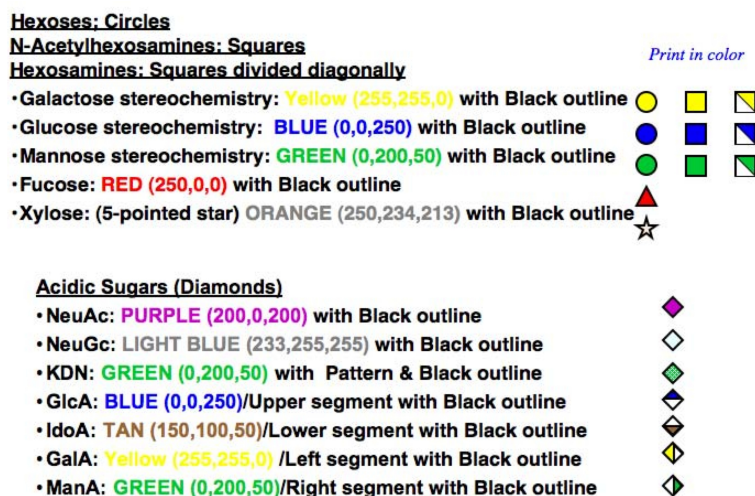 Hexoses; Circles
N-Acetylhexosamines: Squares
Print in color
Hexosamines: Squares divided diagonally
•Galactose stereochemistry: Yellow (255,255,0) with Black outline
•Glucose stereochemistry: BLUE (0,0,250) with Black outline
•Mannose stereochemistry: GREEN (0,200,50) with Black outline
•Fucose: RED (250,0,0) with Black outline
•Xylose: (5-pointed star) ORANGE (250,234,213) with Black outline
Acidic Sugars (Diamonds)
•NeuAc: PURPLE (200,0,200) with Black outline
•NeuGc: LIGHT BLUE (233,255,255) with Black outline
•KDN: GREEN (0,200,50) with Pattern & Black outline
•GlcA: BLUE (0,0,250)/Upper segment with Black outline
•IdoA: TAN (150,100,50)/Lower segment with Black outline
•GalA: Yellow (255,255,0) /Left segment with Black outline
•ManA: GREEN (0,200,50)/Right segment with Black outline